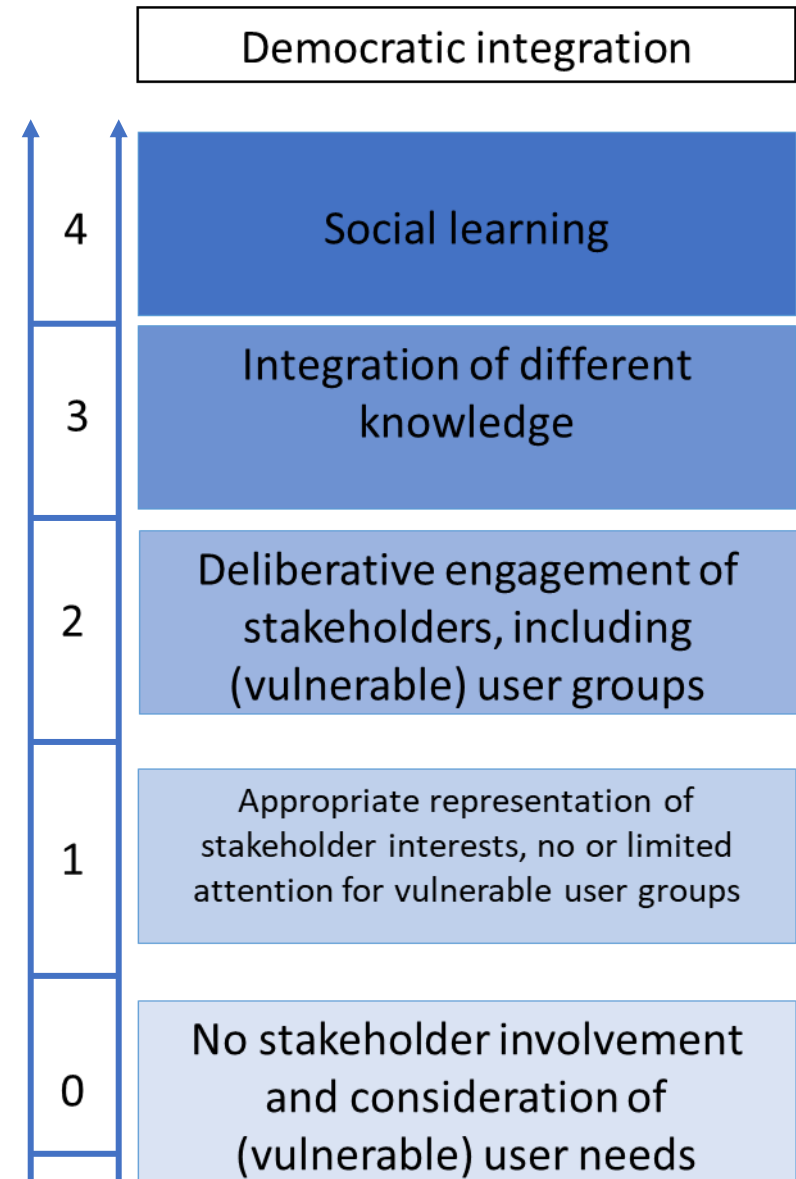 Democratic integration
4
Social learning
3
Integration of different
knowledge
2
Deliberative engagement of
stakeholders, including
(vulnerable) user groups
1
Appropriate representation of
stakeholder interests, no or limited
attention for vulnerable user groups
0
No stakeholder involvement
and consideration of
(vulnerable) user needs